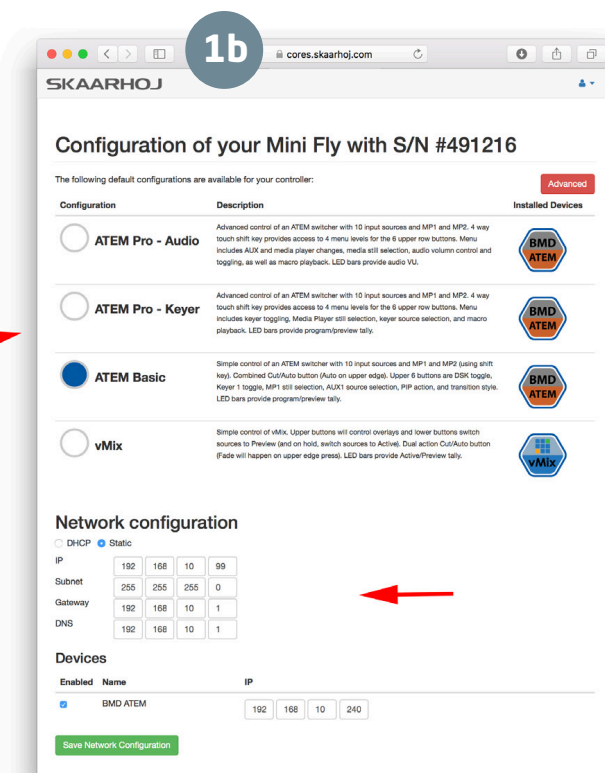 1b
cores.skaarhoj.com
SKAARHOJ
Configuration of your Mini Fly with S/N #491216
The following default configurations are available for your controller:
Advanced
Configuration Description Installed Devices
ATEM Pro - Audio
Advanced control of an ATEM switcher with 10 input sources and MP1 and MP2. 4 way
touch shift key provides access to 4 menu levels for the 6 upper row buttons. Menu
includes AUX and media player changes, media still selection, audio volumn control and
toggling, as well as macro playback. LED bars provide audio VU.
BMD
ATEM
ATEM Pro - Keyer
Advanced control of an ATEM switcher with 10 input sources and MP1 and MP2. 4 way
touch shift key provides access to 4 menu levels for the 6 upper row buttons. Menu
includes keyer toggling, Media Player still selection, keyer source selection, and macro
playback. LED bars provide program/preview tally.
BMD
ATEM
ATEM Basic
Simple control of an ATEM switcher with 10 input sources and MP1 and MP2 (using shift
key). Combined Cut/Auto button (Auto on upper edge). Upper 6 buttons are DSK toggle,
Keyer 1 toggle, MP1 still selection, AUX1 source selection, PIP action, and transition style.
LED bars provide program/preview tally.
BMD
ATEM
vMix
Simple control of vMix. Upper buttons will control overlays and lower buttons switch
sources to Preview (and on hold, switch sources to Active). Dual action Cut/Auto button
(Fade will happen on upper edge press). LED bars provide Active/Preview tally.
vMix
Network configuration
DHCP Static
IP 192 168 10 99
Subnet 255 255 255 0
Gateway 192 168 10 1
DNS 192 168 10 1
Devices
Enabled Name IP
BMD ATEM 192 168 10 240
Save Network Configuration